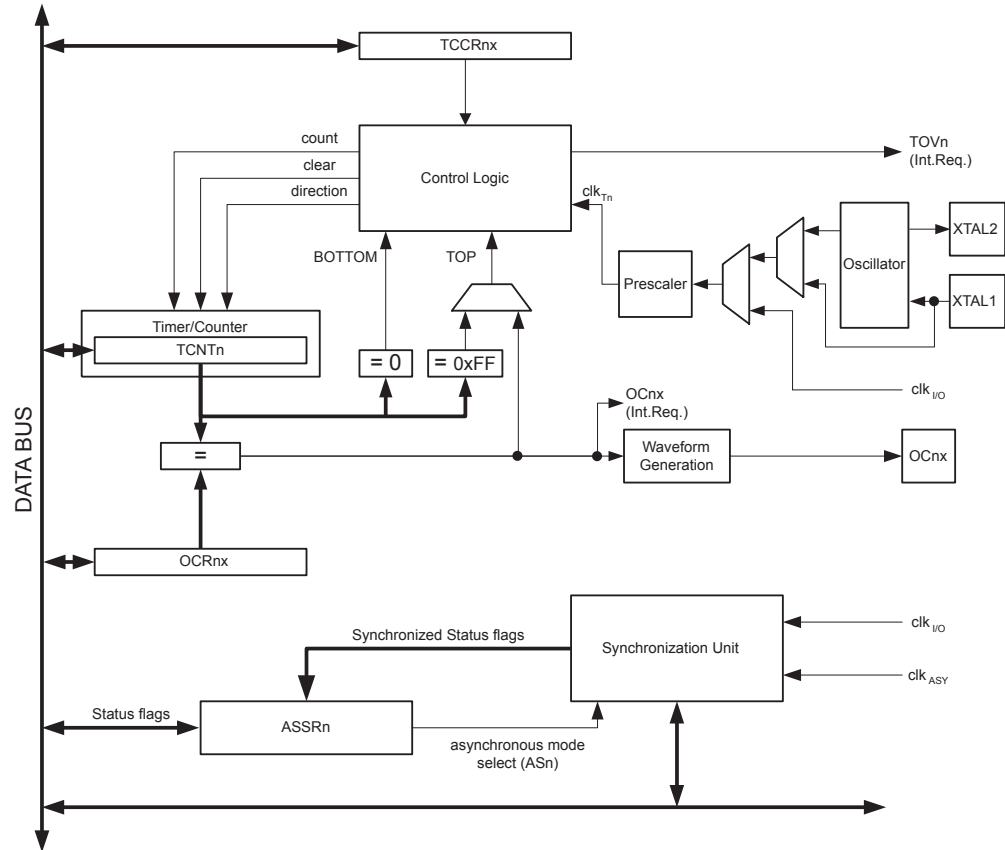 TCCRnx
count
clear
direction
Control Logic
TOVn
(Int.Req.)
clkTn
BOTTOM
TOP
Prescaler
Oscillator
XTAL2
XTAL1
Timer/Counter
TCNTn
= 0
= 0xFF
clkI/O
OCnx
(Int.Req.)
=
Waveform
Generation
OCnx
DATA BUS
OCRnx
Synchronized Status flags
Synchronization Unit
clkI/O
clkASY
Status flags
ASSRn
asynchronous mode
select (ASn)